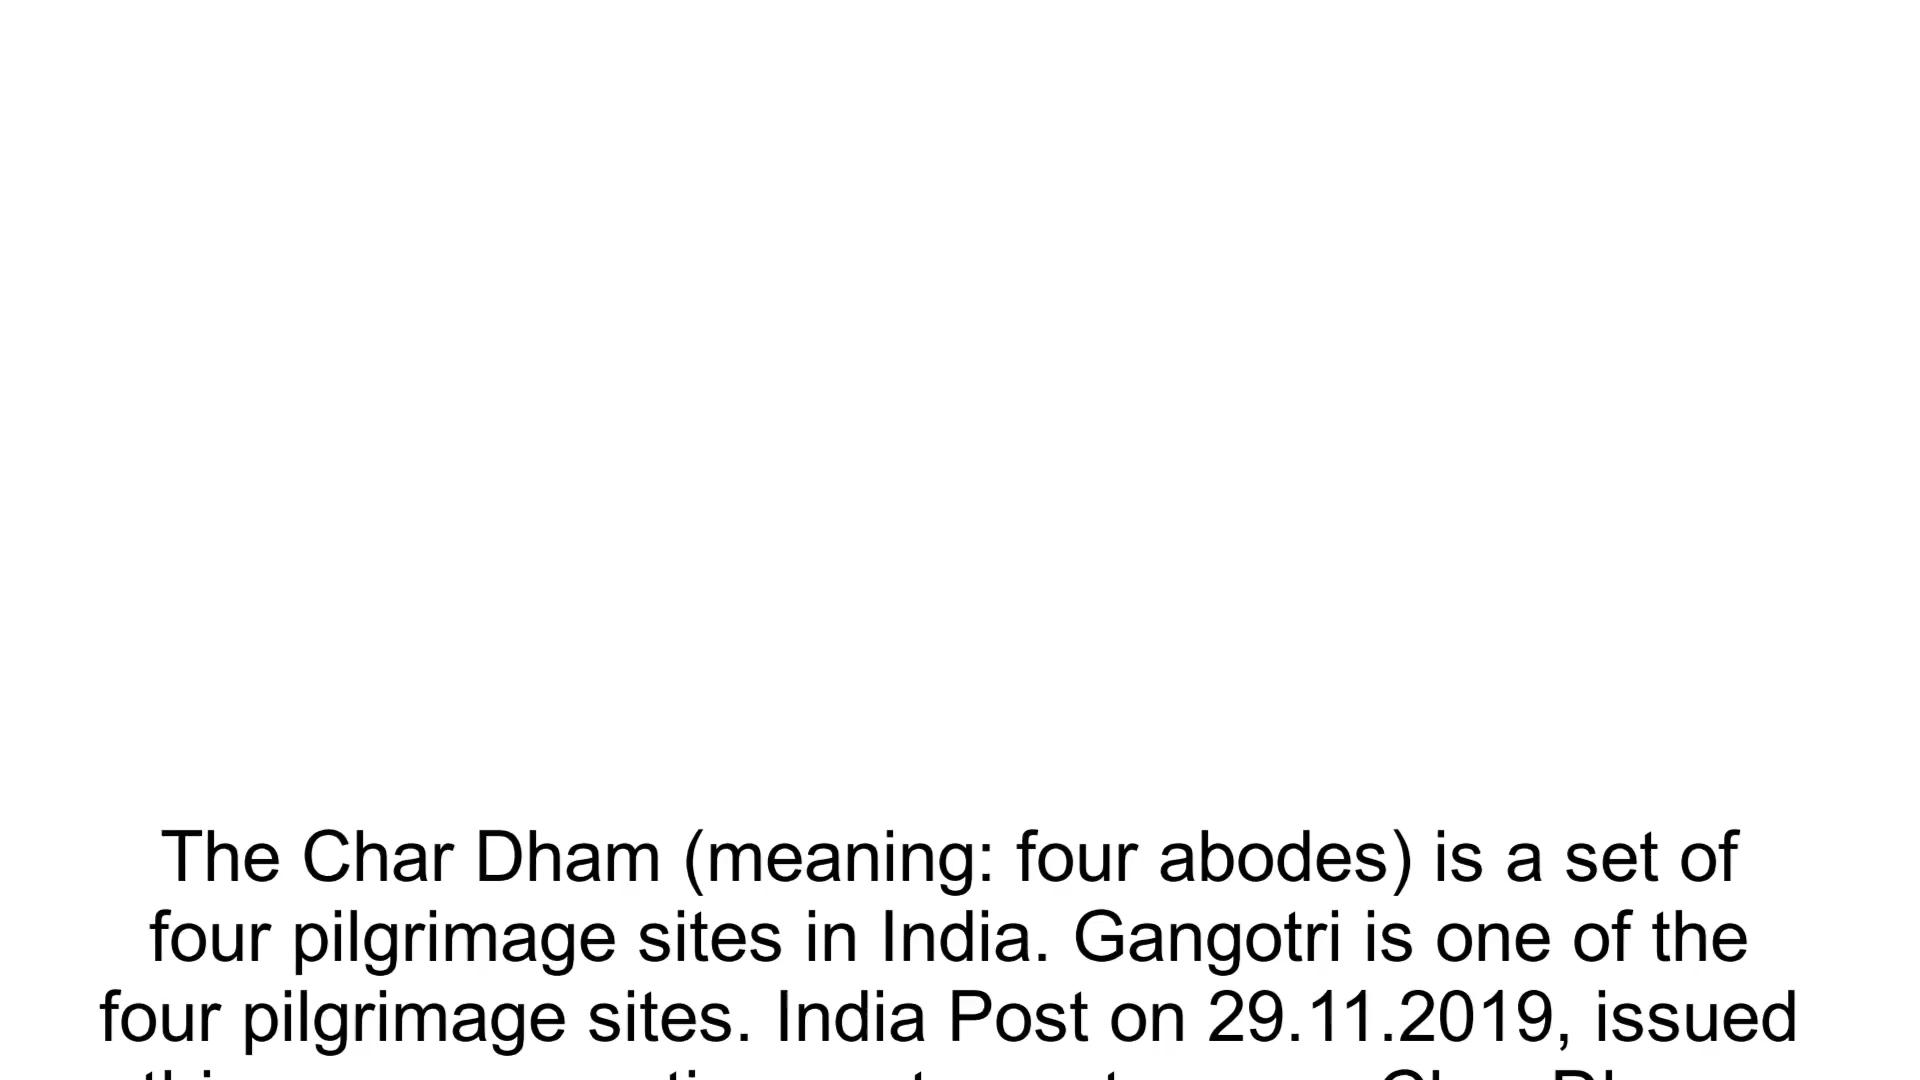 The Char Dham (meaning: four abodes) is a set of
four pilgrimage sites in India. Gangotri is one of the
four pilgrimage sites. India Post on 29.11.2019, issued